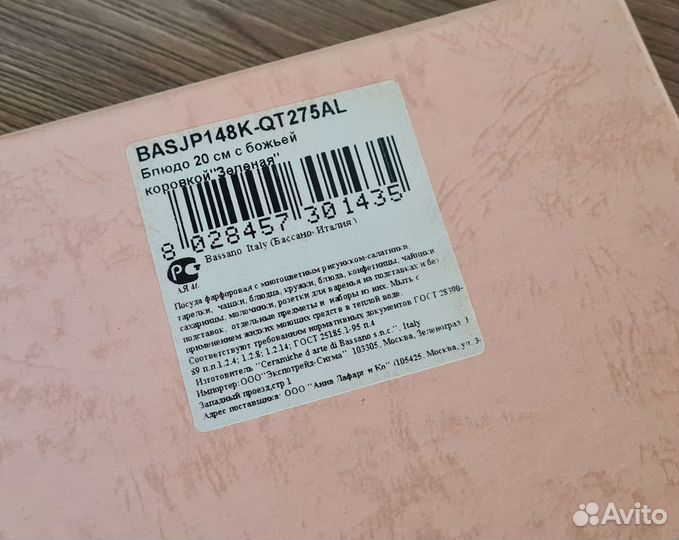 BASJP148K-QT275AL
Блюдо 20 см с божьей
коровкой"Зеленая"
8 028457 301435
Bassano Italy (Бассано- Италия )
АЯ 46
Посуда фарфоровая с многоцветным рисунком-салатники,
тарелки, чашки, блюдца, кружки, блюда, конфетницы, чайники
сахарницы, молочники, розетки для варенья на подставках и без
подставок, отдельные предметы и наборы из них. Мыть с
применением жидких моющих средств в теплой воде.
Соответствуют требованиям нормативных документов ГОСТ 28390-
89 п.п.1.2.4; 1.2.8; 1.2.14; ГОСТ 25185.1-95 п.4
Изготовитель "Ceramiche d arte di Bassano s.n.c.", Italy
Импортер: ООО"Экспотрейд-Сигма" 103305, Москва, Зеленоград, 1
Западный проезд,стр 1
Адрес поставщика: ООО "Анна Лафарг и Ко" (105425, Москва, ул. 3-
Avito